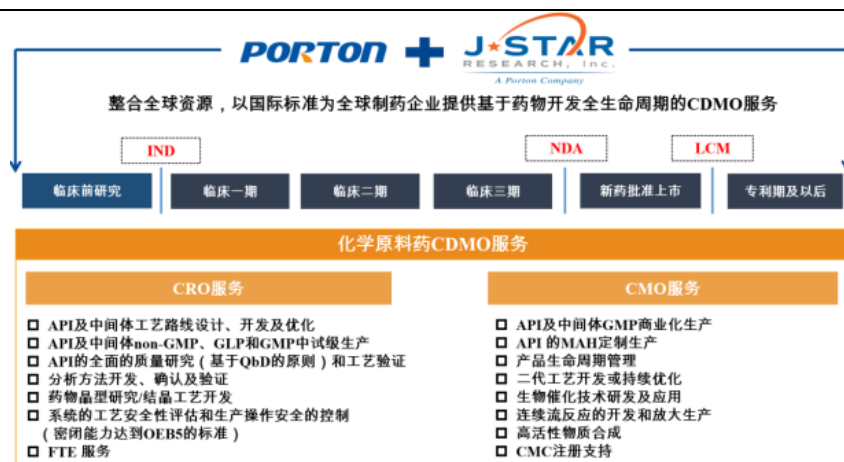 PORTON + J★STAR
RESEARCH, Inc.
A Porton Company
整合全球资源，以国际标准为全球制药企业提供基于药物开发全生命周期的CDMO服务
IND
NDA
LCM
临床前研究
临床一期
临床二期
临床三期
新药批准上市
专利期及以后
化学原料药CDMO服务
CRO服务
API及中间体工艺路线设计、开发及优化
API及中间体non-GMP、GLP和GMP中试级生产
API的全面的质量研究（基于QbD的原则）和工艺验证
分析方法开发、确认及验证
药物晶型研究/结晶工艺开发
系统的工艺安全性评估和生产操作安全的控制
（密闭能力达到OEB5的标准）
FTE 服务
CMO服务
API及中间体GMP商业化生产
API 的MAH定制生产
产品生命周期管理
二代工艺开发或持续优化
生物催化技术研发及应用
连续流反应的开发和放大生产
高活性物质合成
CMC注册支持